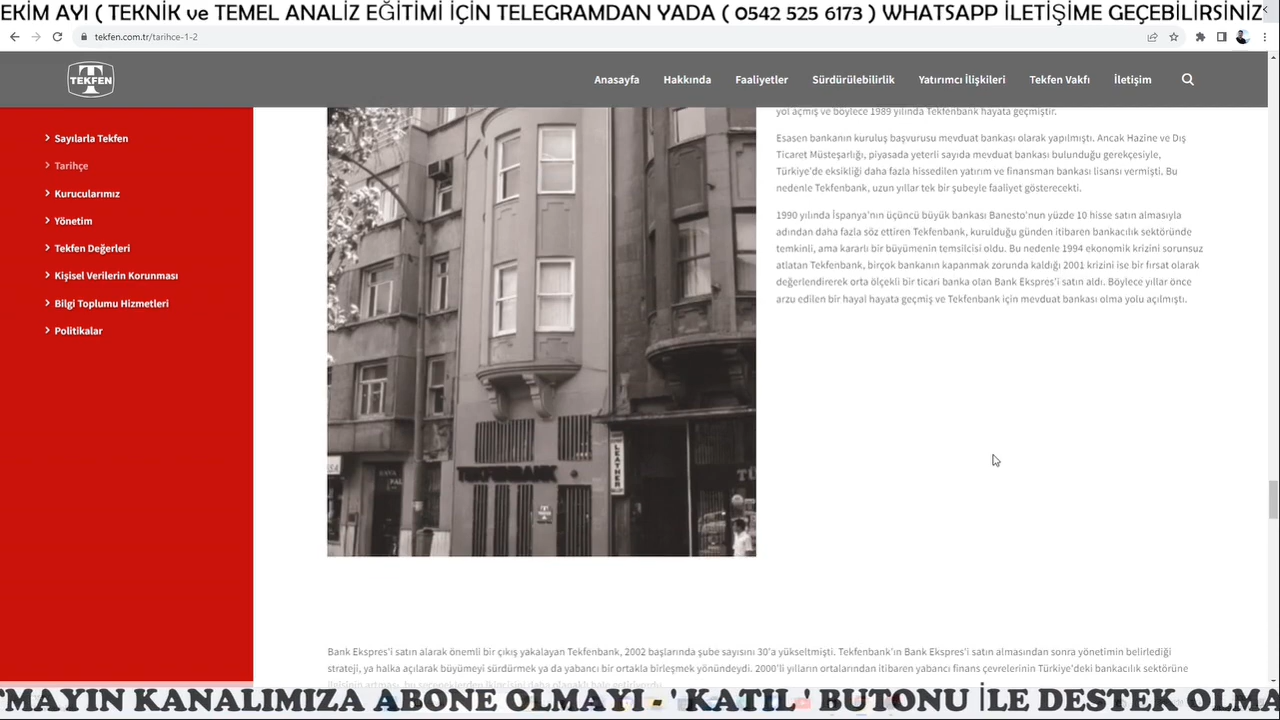 EKİM AYI ( TEKNİK ve TEMEL ANALİZ EĞİTİMİ İÇİN TELEGRAMDAN YADA ( 0542 525 6173 ) WHATSAPP İLETİŞİME GEÇEBİLİRSİNİZ
tekfen.com.tr/tarihce-1-2
TEKFEN
Anasayfa Hakkında Faaliyetler Sürdürülebilirlik Yatırımcı İlişkileri Tekfen Vakfı İletişim
Sayılarla Tekfen
Tarihçe
Kurucularımız
Yönetim
Tekfen Değerleri
Kişisel Verilerin Korunması
Bilgi Toplumu Hizmetleri
Politikalar
yol açmış ve böylece 1989 yılında Tekfenbank hayata geçmiştir.
Esasen bankanın kuruluş başvurusu mevduat bankası olarak yapılmıştı. Ancak Hazine ve Dış
Ticaret Müsteşarlığı, piyasada yeterli sayıda mevduat bankası bulunduğu gerekçesiyle,
Türkiye'de eksikliği daha fazla hissedilen yatırım ve finansman bankası lisansı vermişti. Bu
nedenle Tekfenbank, uzun yıllar tek bir şubeyle faaliyet gösterecekti.
1990 yılında İspanya'nın üçüncü büyük bankası Banesto'nun yüzde 10 hisse satın almasıyla
adından daha fazla söz ettiren Tekfenbank, kurulduğu günden itibaren bankacılık sektöründe
temkinli, ama kararlı bir büyümenin temsilcisi oldu. Bu nedenle 1994 ekonomik krizini sorunsuz
atlatan Tekfenbank, birçok bankanın kapanmak zorunda kaldığı 2001 krizini ise bir fırsat olarak
değerlendirerek orta ölçekli bir ticari banka olan Bank Ekspres'i satın aldı. Böylece yıllar önce
arzu edilen bir hayal hayata geçmiş ve Tekfenbank için mevduat bankası olma yolu açılmıştı.
TEKFENBANK
LEATHER
TÜ
Bank Ekspres'i satın alarak önemli bir çıkış yakalayan Tekfenbank, 2002 başlarında şube sayısını 30'a yükseltmişti. Tekfenbank'ın Bank Ekspres'i satın almasından sonra yönetimin belirlediği
strateji, ya halka açılarak büyümeyi sürdürmek ya da yabancı bir ortakla birleşmek yönündeydi. 2000'li yılların ortalarından itibaren yabancı finans çevrelerinin Türkiye'deki bankacılık sektörüne
ilgisinin artması, bu seçeneklerden ikincisini daha olanaklı hale getiriyordu.
TMAYIN KANALIMIZA ABONE OLMAYI - ' KATIL ' BUTONU İLE DESTEK OLMA